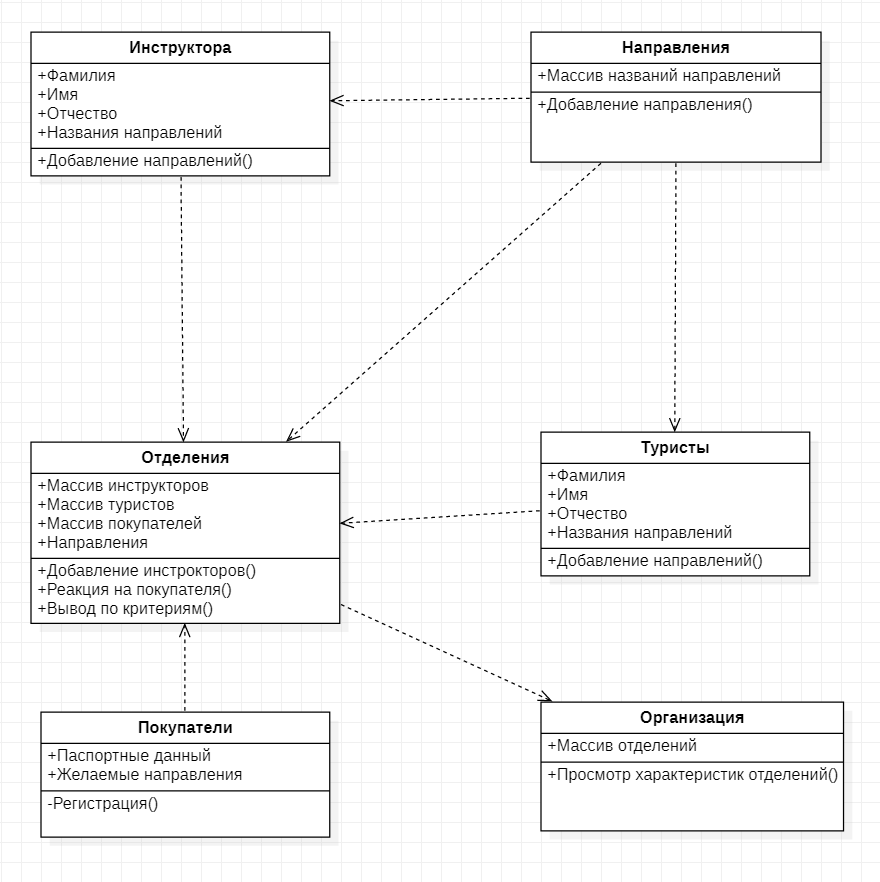 Инструктора
+Фамилия
+Имя
+Отчество
+Названия направлений
+Добавление направлений()
Направления
+Массив названий направлений
+Добавление направления()
Отделения
+Массив инструкторов
+Массив туристов
+Массив покупателей
+Направления
+Добавление инстрокторов()
+Реакция на покупателя()
+Вывод по критериям()
Туристы
+Фамилия
+Имя
+Отчество
+Названия направлений
+Добавление направлений()
Покупатели
+Паспортные данный
+Желаемые направления
-Регистрация()
Организация
+Массив отделений
+Просмотр характеристик отделений()